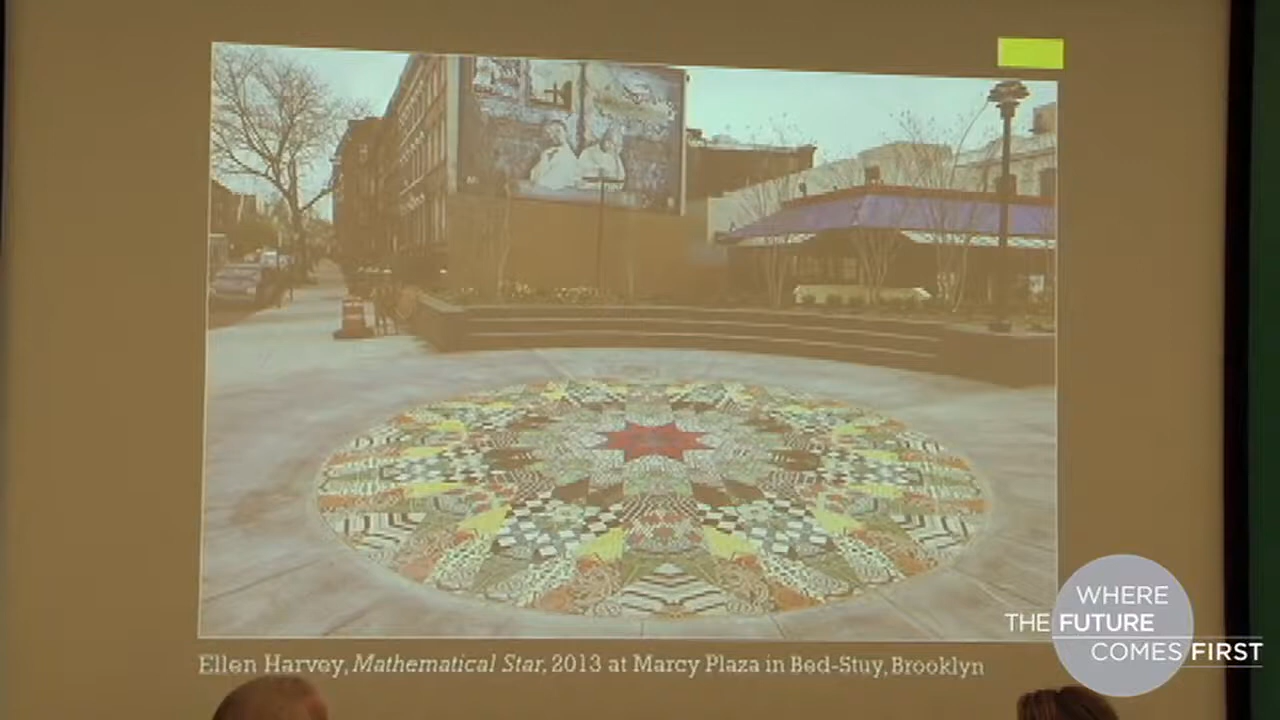 Ellen Harvey, Mathematical Star, 2013 at Marcy Plaza in Bed-Stuy, Brooklyn
WHERE
THE FUTURE
COMES FIRST